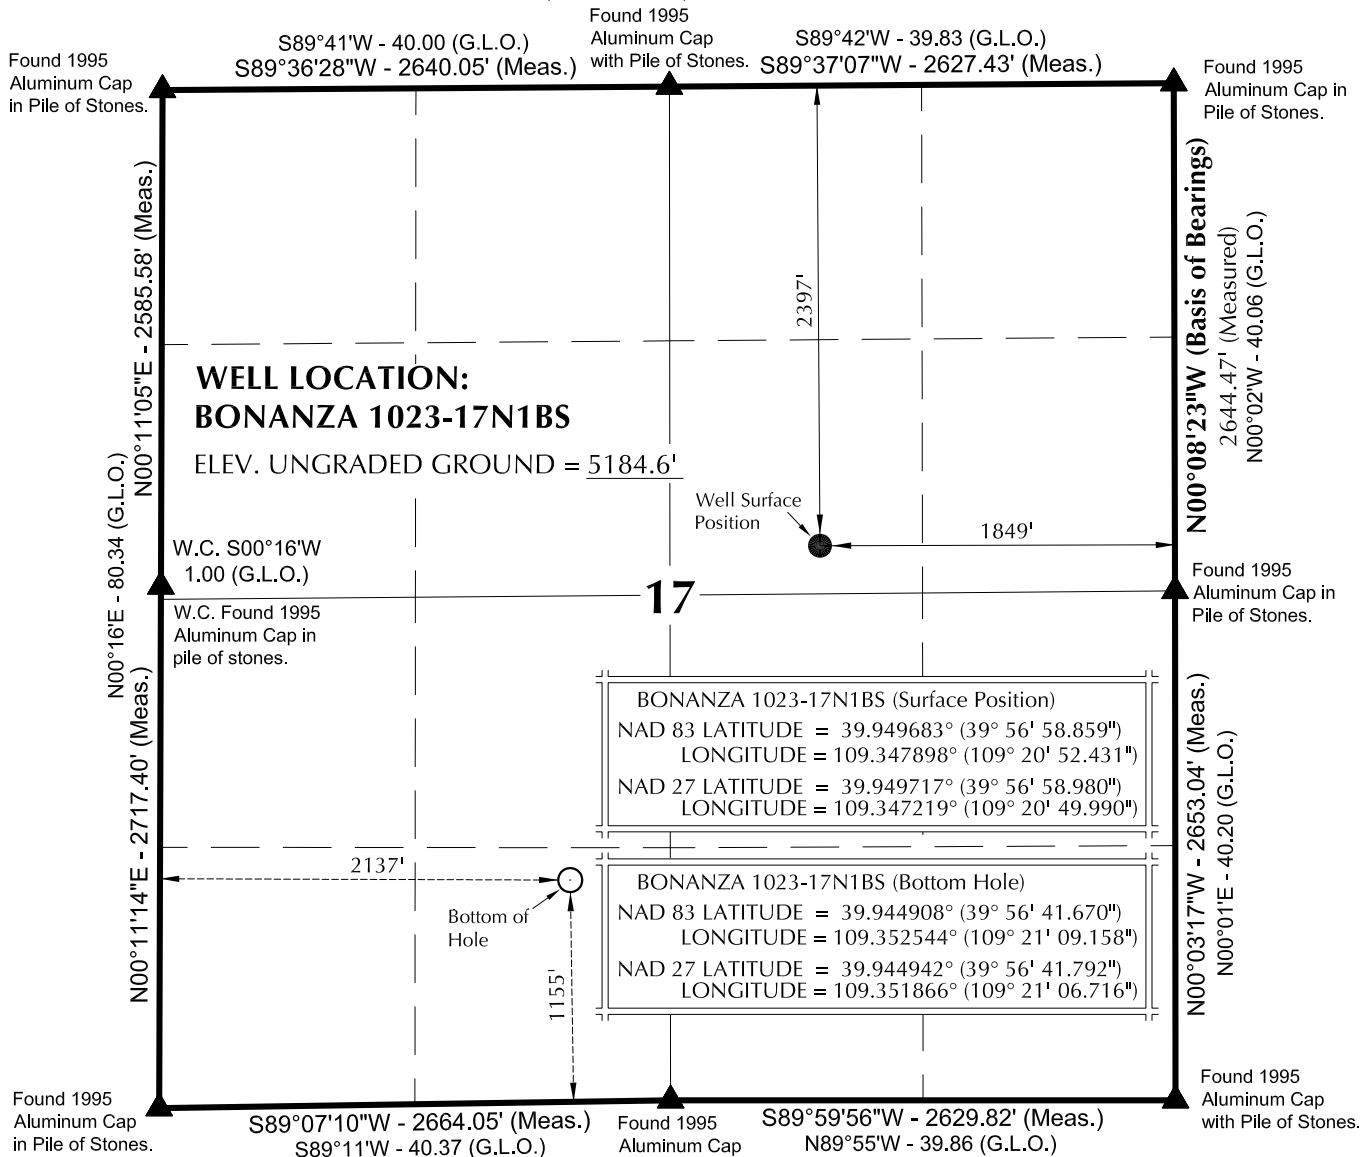 Found 1995
Aluminum Cap
in Pile of Stones.
S89°41'W - 40.00 (G.L.O.)
S89°36'28"W - 2640.05' (Meas.)
Found 1995
Aluminum Cap
with Pile of Stones.
S89°42'W - 39.83 (G.L.O.)
S89°37'07"W - 2627.43' (Meas.)
Found 1995
Aluminum Cap in
Pile of Stones.
N00°11'05"E - 2585.58' (Meas.)
N00°16'E - 80.34 (G.L.O.)
2397'
N00°08'23"W (Basis of Bearings)
2644.47' (Measured)
N00°02'W - 40.06 (G.L.O.)
WELL LOCATION:
BONANZA 1023-17N1BS
ELEV. UNGRADED GROUND = 5184.6'
Well Surface
Position
1849'
W.C. S00°16'W
1.00 (G.L.O.)
W.C. Found 1995
Aluminum Cap in
pile of stones.
17
Found 1995
Aluminum Cap in
Pile of Stones.
N00°11'14"E - 2717.40' (Meas.)
BONANZA 1023-17N1BS (Surface Position)
NAD 83 LATITUDE = 39.949683° (39° 56' 58.859")
LONGITUDE = 109.347898° (109° 20' 52.431")
NAD 27 LATITUDE = 39.949717° (39° 56' 58.980")
LONGITUDE = 109.347219° (109° 20' 49.990")
N00°03'17"W - 2653.04' (Meas.)
N00°01'E - 40.20 (G.L.O.)
2137'
Bottom of
Hole
1155'
BONANZA 1023-17N1BS (Bottom Hole)
NAD 83 LATITUDE = 39.944908° (39° 56' 41.670")
LONGITUDE = 109.352544° (109° 21' 09.158")
NAD 27 LATITUDE = 39.944942° (39° 56' 41.792")
LONGITUDE = 109.351866° (109° 21' 06.716")
Found 1995
Aluminum Cap
in Pile of Stones.
S89°07'10"W - 2664.05' (Meas.)
S89°11'W - 40.37 (G.L.O.)
Found 1995
Aluminum Cap
S89°59'56"W - 2629.82' (Meas.)
N89°55'W - 39.86 (G.L.O.)
Found 1995
Aluminum Cap
with Pile of Stones.